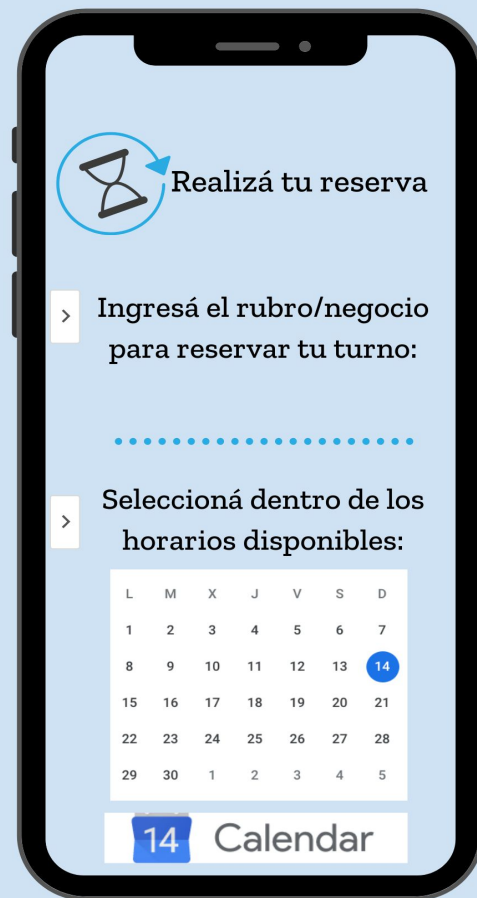 Realizá tu reserva
Ingresá el rubro/negocio
para reservar tu turno:
Seleccioná dentro de los
horarios disponibles:
L M X J V S D
1 2 3 4 5 6 7
8 9 10 11 12 13 14
15 16 17 18 19 20 21
22 23 24 25 26 27 28
29 30 1 2 3 4 5
14 Calendar